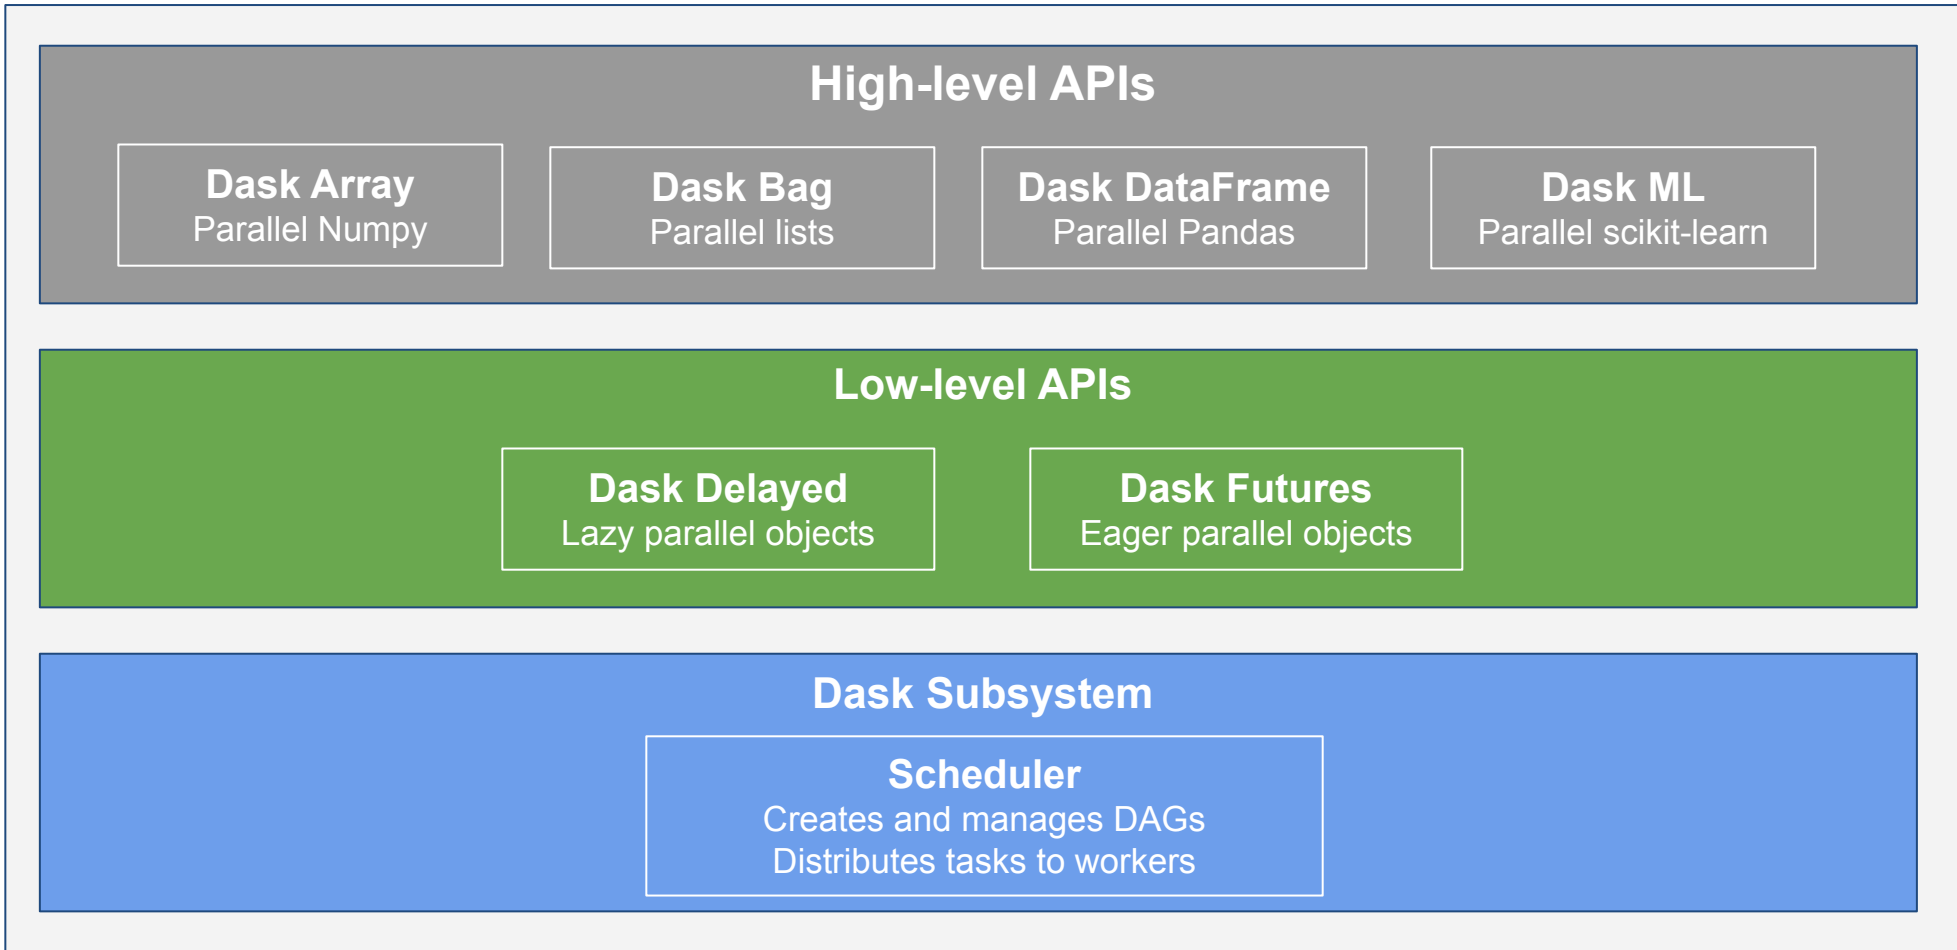 High-level APIs
Dask Array
Parallel Numpy
Dask Bag
Parallel lists
Dask DataFrame
Parallel Pandas
Dask ML
Parallel scikit-learn
Low-level APIs
Dask Delayed
Lazy parallel objects
Dask Futures
Eager parallel objects
Dask Subsystem
Scheduler
Creates and manages DAGs
Distributes tasks to workers